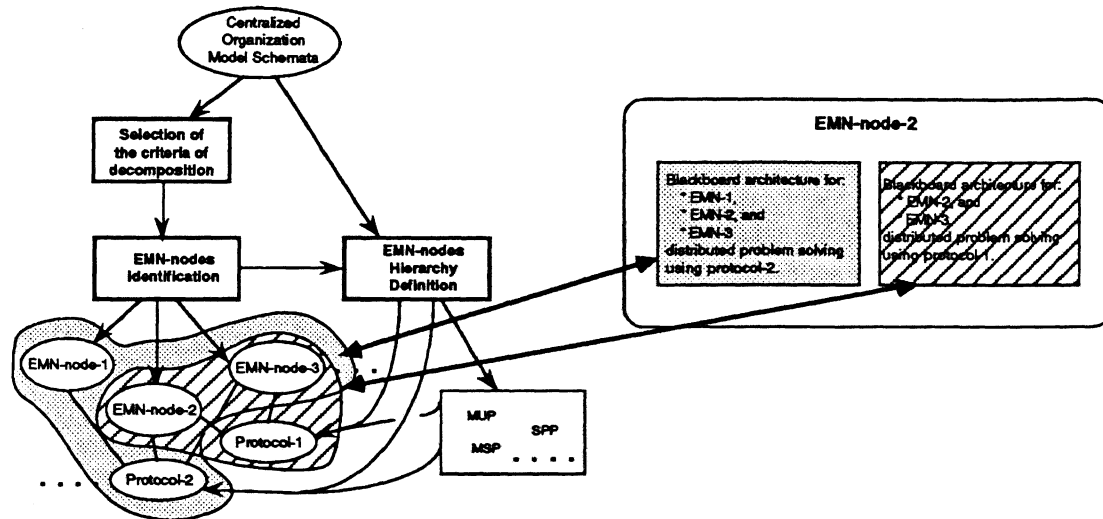 Centralized
Organization
Model Schemata
Selection of
the criteria of
decomposition
EMN-nodes
Identification
EMN-nodes
Hierarchy
Definition
EMN-node-1
EMN-node-3
. .
EMN-node-2
Protocol-1
Protocol-2
. . . .
MUP
SPP
MSP
. . . .
EMN-node-2
Blackboard architecture for:
* EMN-1,
* EMN-2, and
* EMN-3
distributed problem solving
using protocol-2.
Blackboard architecture for:
* EMN-2, and
* EMN-3
distributed problem solving
using protocol-1.